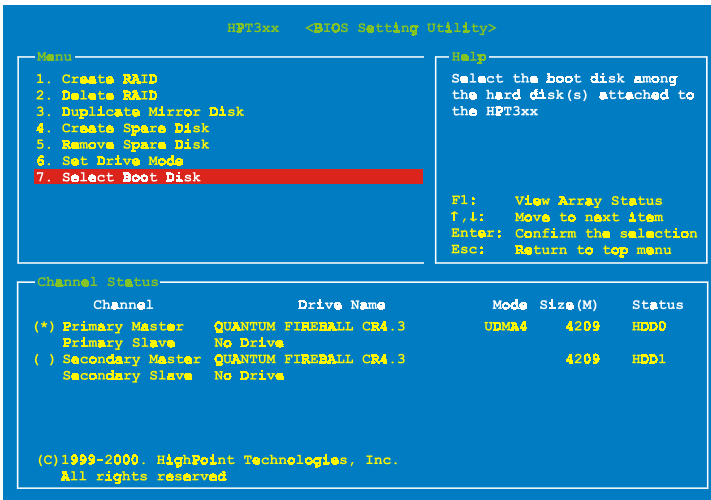 HPT3xx <BIOS Setting Utility>
Menu
1. Create RAID
2. Delete RAID
3. Duplicate Mirror Disk
4. Create Spare Disk
5. Remove Spare Disk
6. Set Drive Mode
7. Select Boot Disk
Help
Select the boot disk among
the hard disk(s) attached to
the HPT3xx
F1: View Array Status
↑,↓: Move to next item
Enter: Confirm the selection
Esc: Return to top menu
Channel Status
Channel Drive Name Mode Size(M) Status
(*) Primary Master QUANTUM FIREBALL CR4.3 UDMA4 4209 HDD0
Primary Slave No Drive
( ) Secondary Master QUANTUM FIREBALL CR4.3 4209 HDD1
Secondary Slave No Drive
(C)1999-2000. HighPoint Technologies, Inc.
All rights reserved